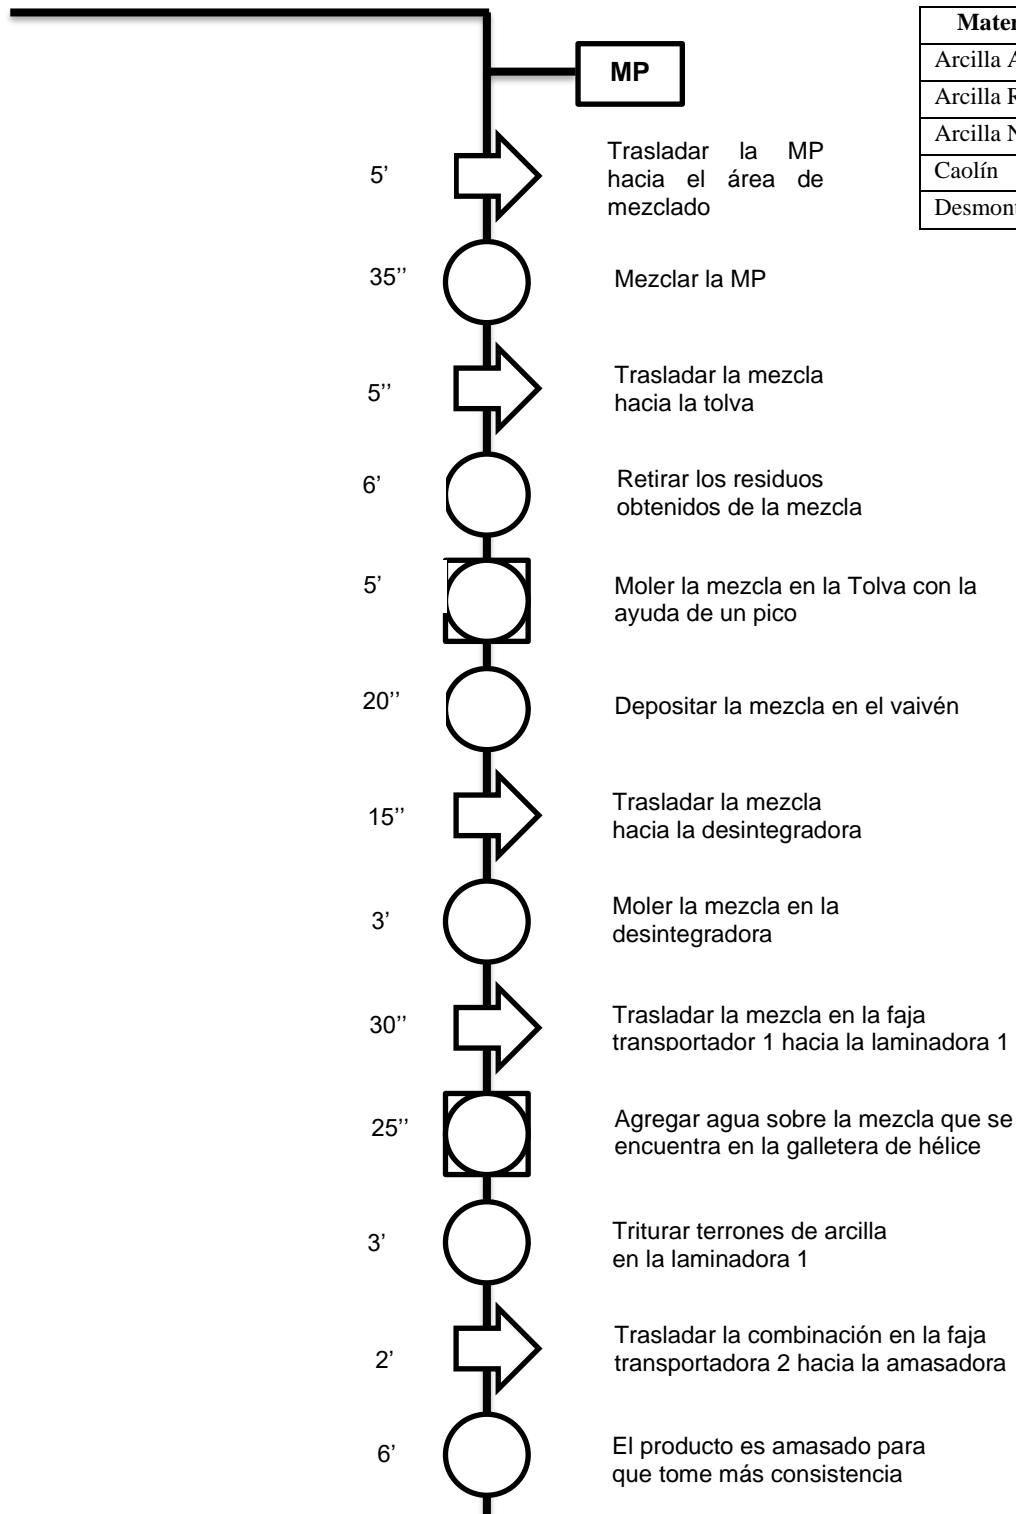 MP
Mater
Arcilla A
Arcilla R
Arcilla N
Caolín
Desmont
5’
Trasladar la MP
hacia el área de
mezclado
35’’
Mezclar la MP
5’’
Trasladar la mezcla
hacia la tolva
6’
Retirar los residuos
obtenidos de la mezcla
5’
Moler la mezcla en la Tolva con la
ayuda de un pico
20’’
Depositar la mezcla en el vaivén
15’’
Trasladar la mezcla
hacia la desintegradora
3’
Moler la mezcla en la
desintegradora
30’’
Trasladar la mezcla en la faja
transportador 1 hacia la laminadora 1
25’’
Agregar agua sobre la mezcla que se
encuentra en la galletera de hélice
3’
Triturar terrones de arcilla
en la laminadora 1
2’
Trasladar la combinación en la faja
transportadora 2 hacia la amasadora
6’
El producto es amasado para
que tome más consistencia